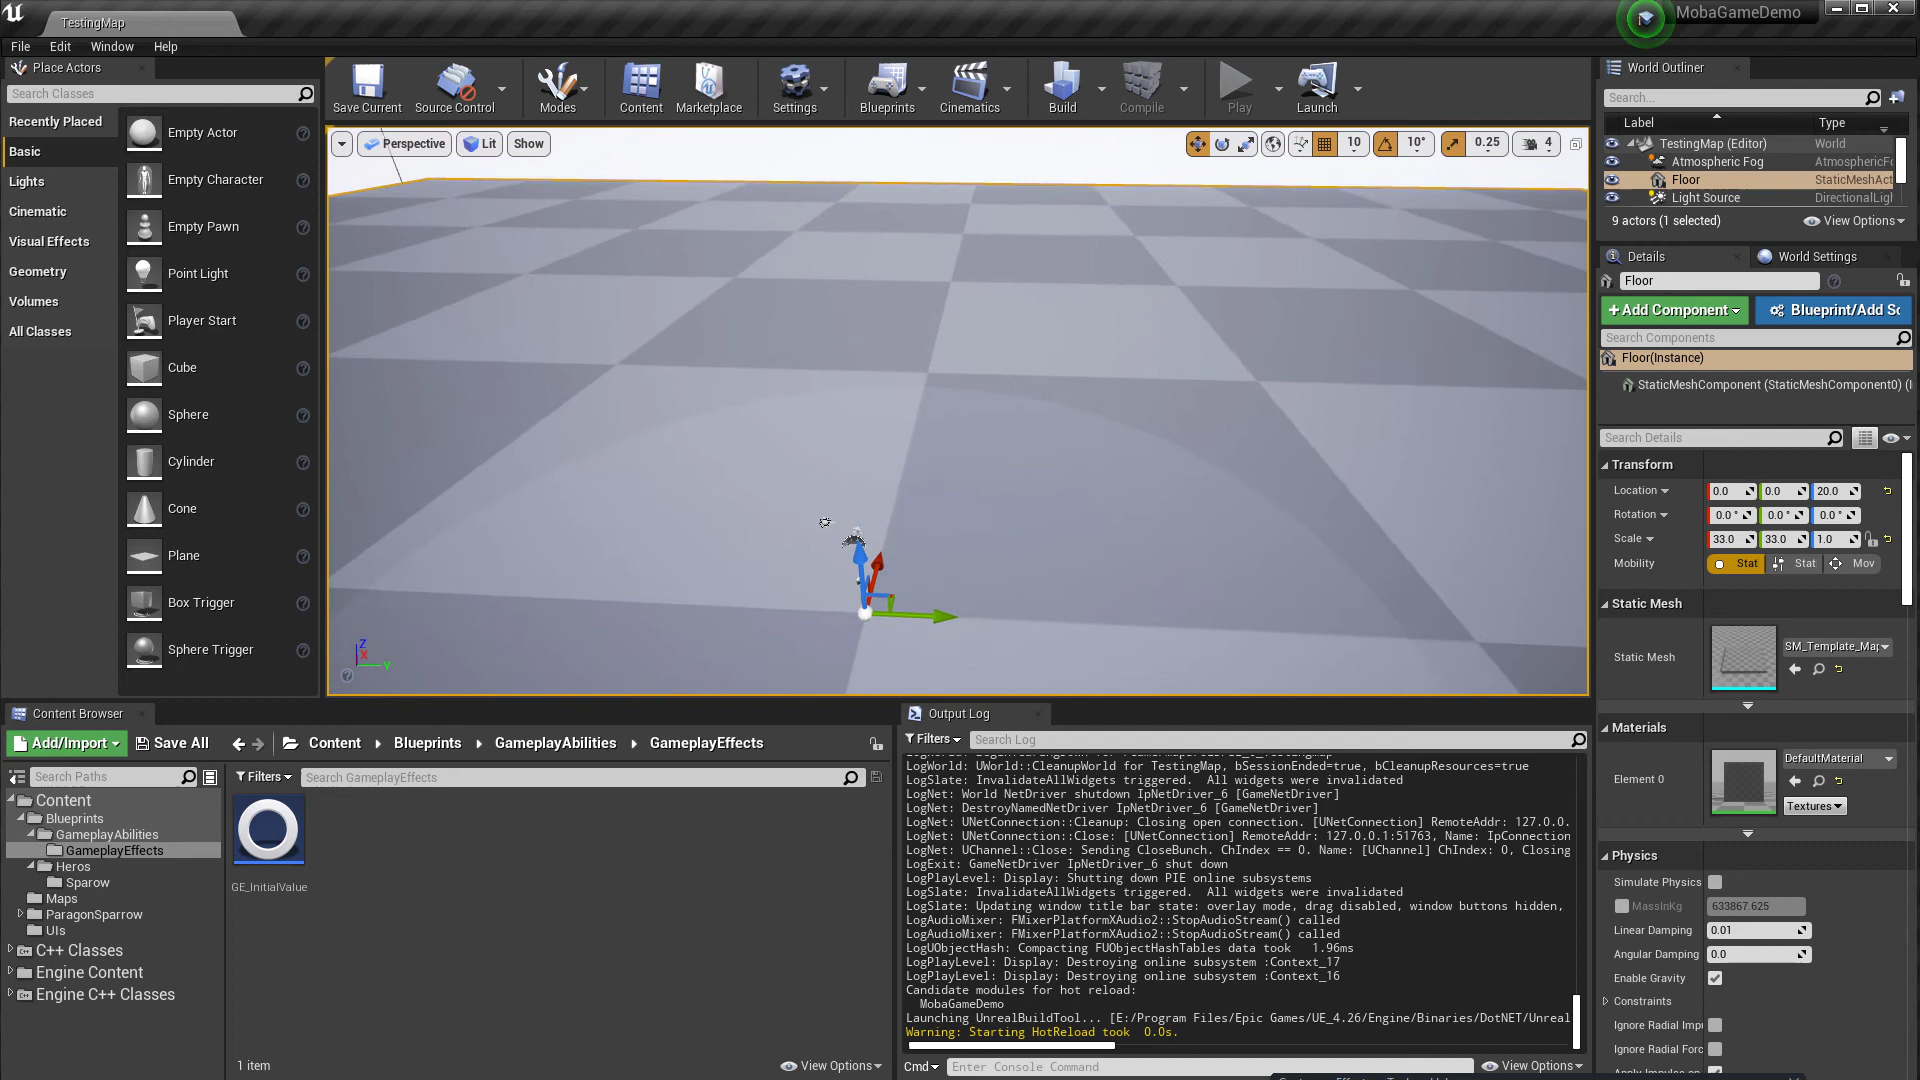 TestingMap
MobaGameDemo
File Edit Window Help
Place Actors
Search Classes
Recently Placed
Basic
Lights
Cinematic
Visual Effects
Geometry
Volumes
All Classes
Empty Actor
Empty Character
Empty Pawn
Point Light
Player Start
Cube
Sphere
Cylinder
Cone
Plane
Box Trigger
Sphere Trigger
Save Current Source Control Modes Content Marketplace Settings Blueprints Cinematics Build Compile Play Launch
Perspective Lit Show
10 10° 0.25 4
Z
X
Y
World Outliner
Search...
Label Type
TestingMap (Editor) World
Atmospheric Fog AtmosphericFo
Floor StaticMeshAct
Light Source DirectionalLigh
9 actors (1 selected) View Options
Details World Settings
Floor
+Add Component Blueprint/Add Sc
Search Components
Floor(Instance)
StaticMeshComponent (StaticMeshComponent0) (I
Search Details
Transform
Location 0.0 0.0 20.0
Rotation 0.0 ° 0.0 ° 0.0 °
Scale 33.0 33.0 1.0
Mobility Stat Stat Mov
Static Mesh
Static Mesh SM_Template_Map
Materials
Element 0 DefaultMaterial
Textures
Physics
Simulate Physics
MassInKg 633867.625
Linear Damping 0.01
Angular Damping 0.0
Enable Gravity
Constraints
Ignore Radial Impu
Ignore Radial Forc
Content Browser
Add/Import Save All Content Blueprints GameplayAbilities GameplayEffects
Search Paths
Filters Search GameplayEffects
Content
Blueprints
GameplayAbilities
GameplayEffects
Heros
Sparow
Maps
ParagonSparrow
UIs
C++ Classes
Engine Content
Engine C++ Classes
GE_InitialValue
1 item View Options
Output Log
Filters Search Log
LogWorld: UWorld::CleanupWorld for TestingMap, bSessionEnded=true, bCleanupResources=true
LogSlate: InvalidateAllWidgets triggered.  All widgets were invalidated
LogNet: World NetDriver shutdown IpNetDriver_6 [GameNetDriver]
LogNet: DestroyNamedNetDriver IpNetDriver_6 [GameNetDriver]
LogNet: UNetConnection::Cleanup: Closing open connection. [UNetConnection] RemoteAddr: 127.0.0.
LogNet: UNetConnection::Close: [UNetConnection] RemoteAddr: 127.0.0.1:51763, Name: IpConnection
LogNet: UChannel::Close: Sending CloseBunch. ChIndex == 0. Name: [UChannel] ChIndex: 0, Closing
LogExit: GameNetDriver IpNetDriver_6 shut down
LogPlayLevel: Display: Shutting down PIE online subsystems
LogSlate: InvalidateAllWidgets triggered.  All widgets were invalidated
LogSlate: Updating window title bar state: overlay mode, drag disabled, window buttons hidden,
LogAudioMixer: FMixerPlatformXAudio2::StopAudioStream() called
LogAudioMixer: FMixerPlatformXAudio2::StopAudioStream() called
LogUObjectHash: Compacting FUObjectHashTables data took   1.96ms
LogPlayLevel: Display: Destroying online subsystem :Context_17
LogPlayLevel: Display: Destroying online subsystem :Context_16
Candidate modules for hot reload:
MobaGameDemo
Launching UnrealBuildTool... [E:/Program Files/Epic Games/UE_4.26/Engine/Binaries/DotNET/Unreal
Warning: Starting HotReload took  0.0s.
Cmd Enter Console Command View Options